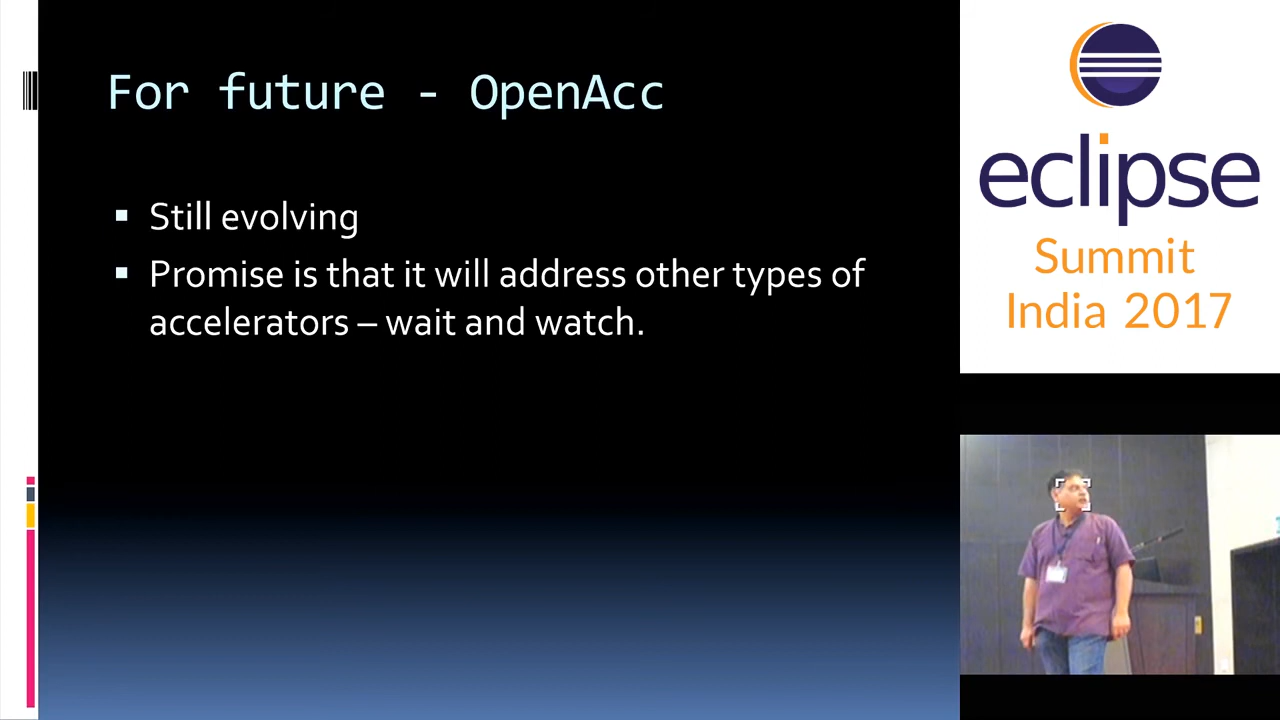 For future - OpenAcc
Still evolving
Promise is that it will address other types of
accelerators – wait and watch.
eclipse
Summit
India 2017